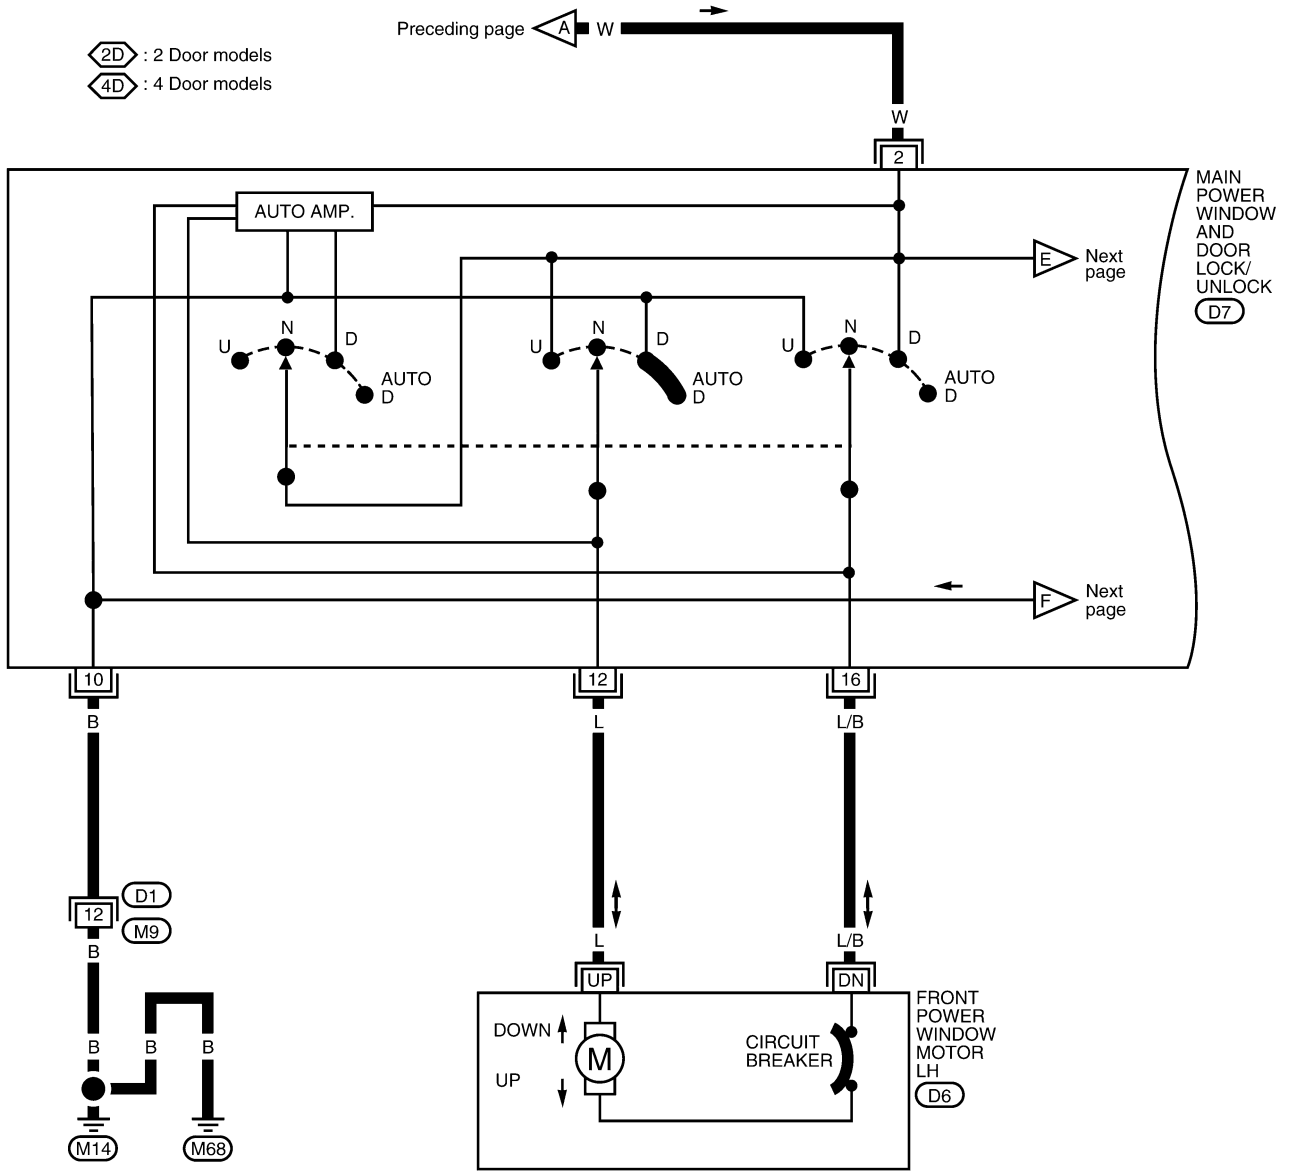 Preceding page A W
2D : 2 Door models
4D : 4 Door models
W
2
MAIN
POWER
WINDOW
AND
DOOR
LOCK/
UNLOCK
D7
AUTO AMP.
E Next
page
U N D
AUTO
D
U N D
AUTO
D
U N D
AUTO
D
F Next
page
10 12 16
B L L/B
D1
12
M9
B L L/B
UP DN
FRONT
POWER
WINDOW
MOTOR
LH
D6
DOWN
M
UP
CIRCUIT
BREAKER
B B B
M14 M68